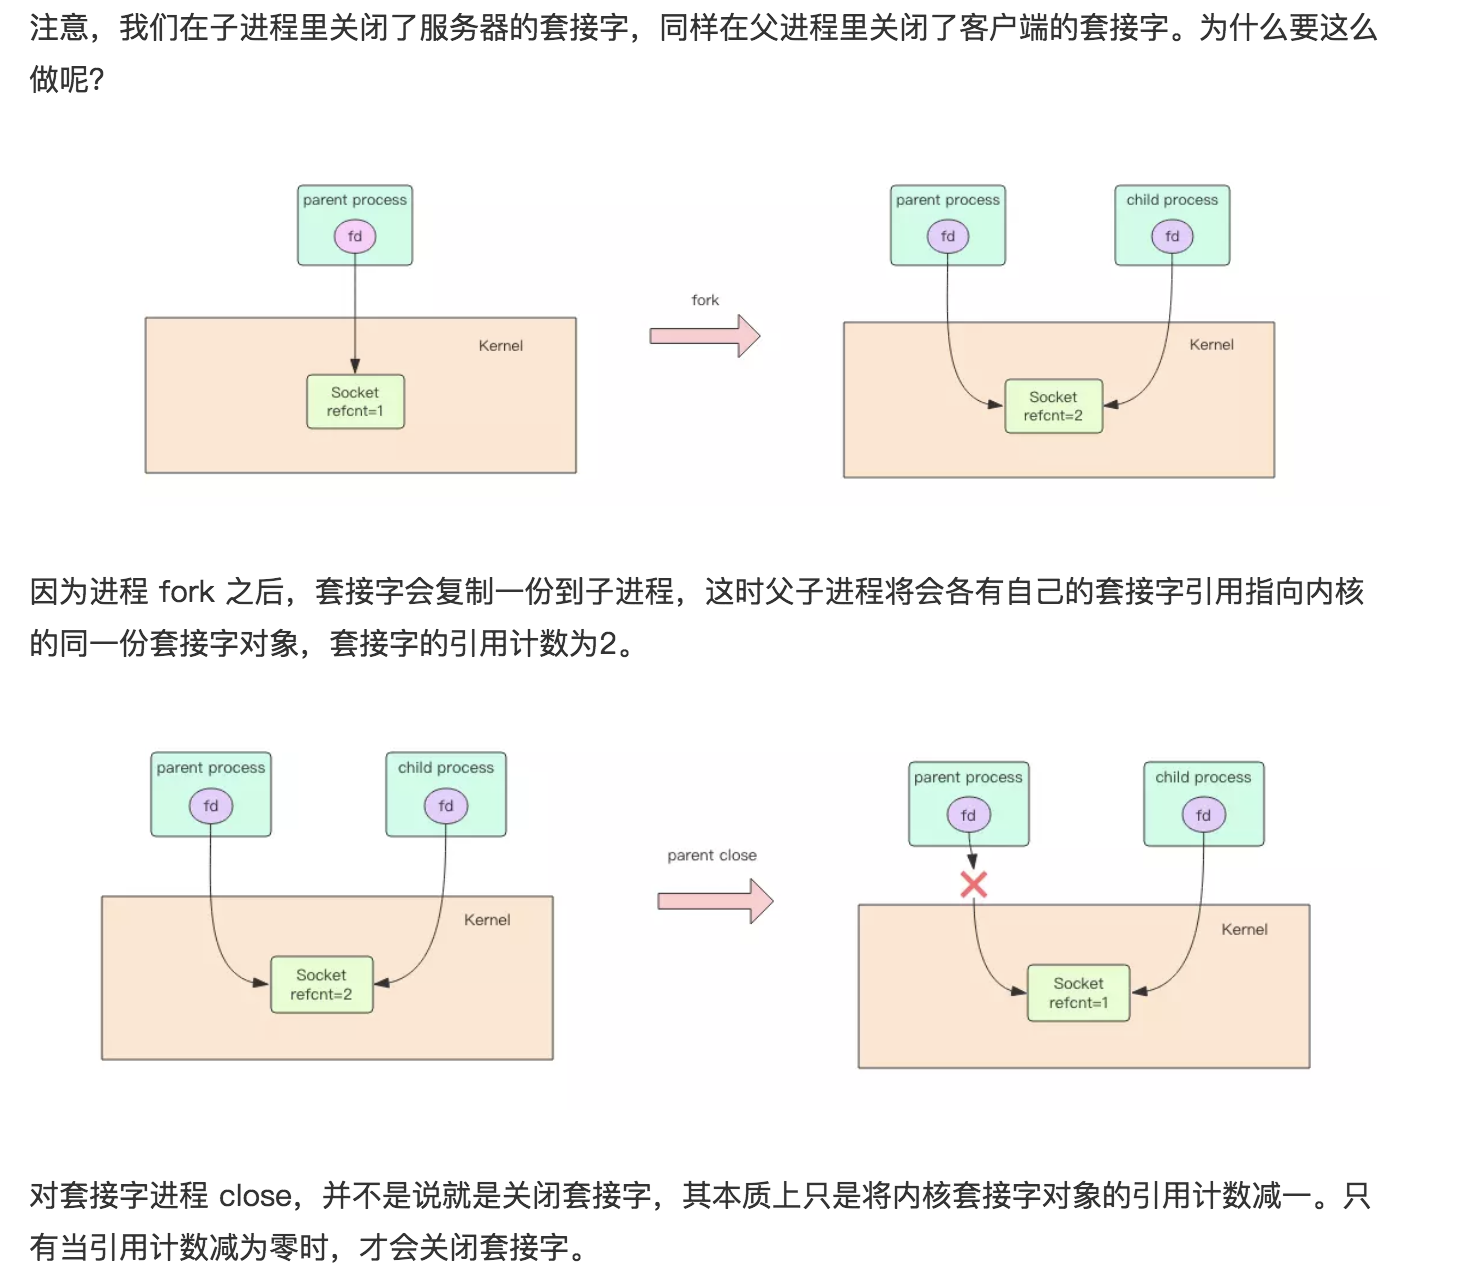 注意，我们在子进程里关闭了服务器的套接字，同样在父进程里关闭了客户端的套接字。为什么要这么
做呢？
parent process
fd
Kernel
Socket
refcnt=1
fork
parent process
fd
child process
fd
Kernel
Socket
refcnt=2
因为进程 fork 之后，套接字会复制一份到子进程，这时父子进程将会各有自己的套接字引用指向内核
的同一份套接字对象，套接字的引用计数为2。
parent process
fd
child process
fd
Kernel
Socket
refcnt=2
parent close
parent process
fd
child process
fd
Kernel
Socket
refcnt=1
对套接字进程 close，并不是说就是关闭套接字，其本质上只是将内核套接字对象的引用计数减一。只
有当引用计数减为零时，才会关闭套接字。